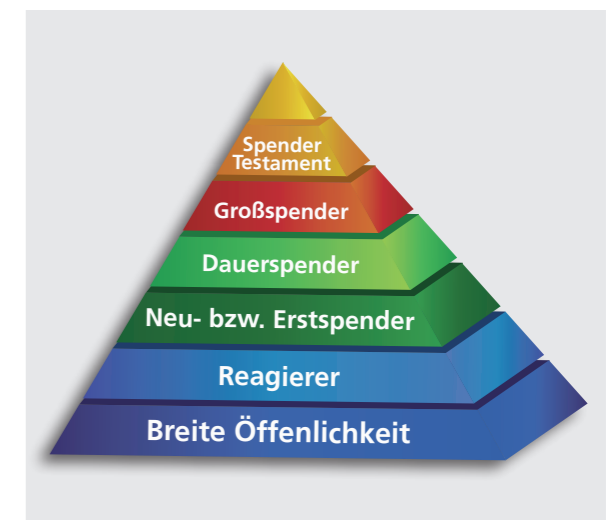 Spender
Testament
Großspender
Dauerspender
Neu- bzw. Erstspender
Reagierer
Breite Öffenlichkeit